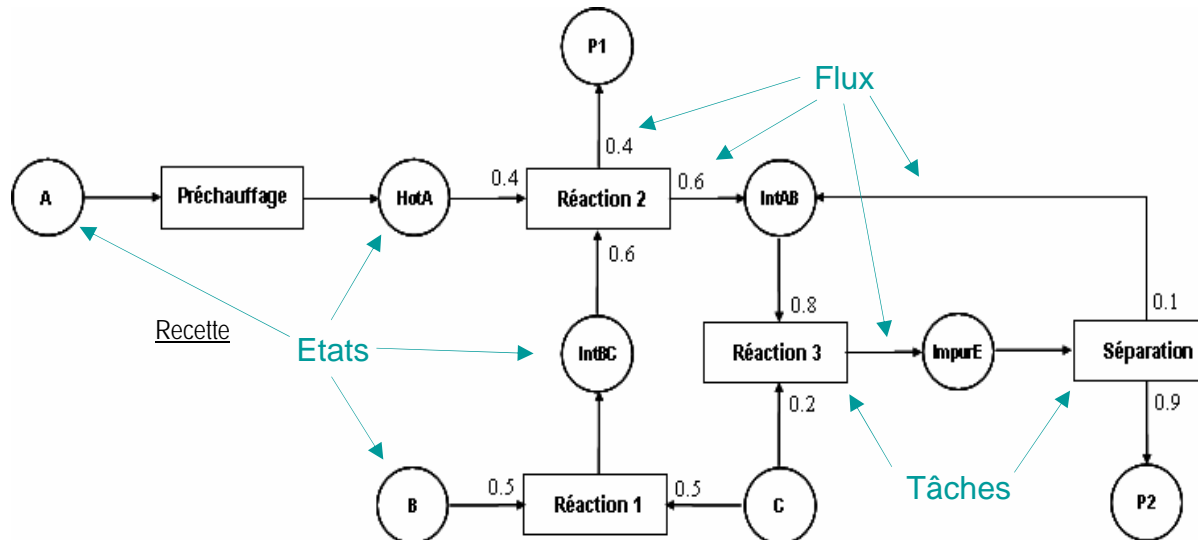 P1
Flux
0.4
A
Préchauffage
HotA
0.4
Réaction 2
0.6
IntAB
0.6
Recette
Etats
IntBC
0.8
Réaction 3
ImpurE
0.1
Séparation
0.2
0.9
B
0.5
Réaction 1
0.5
C
Tâches
P2